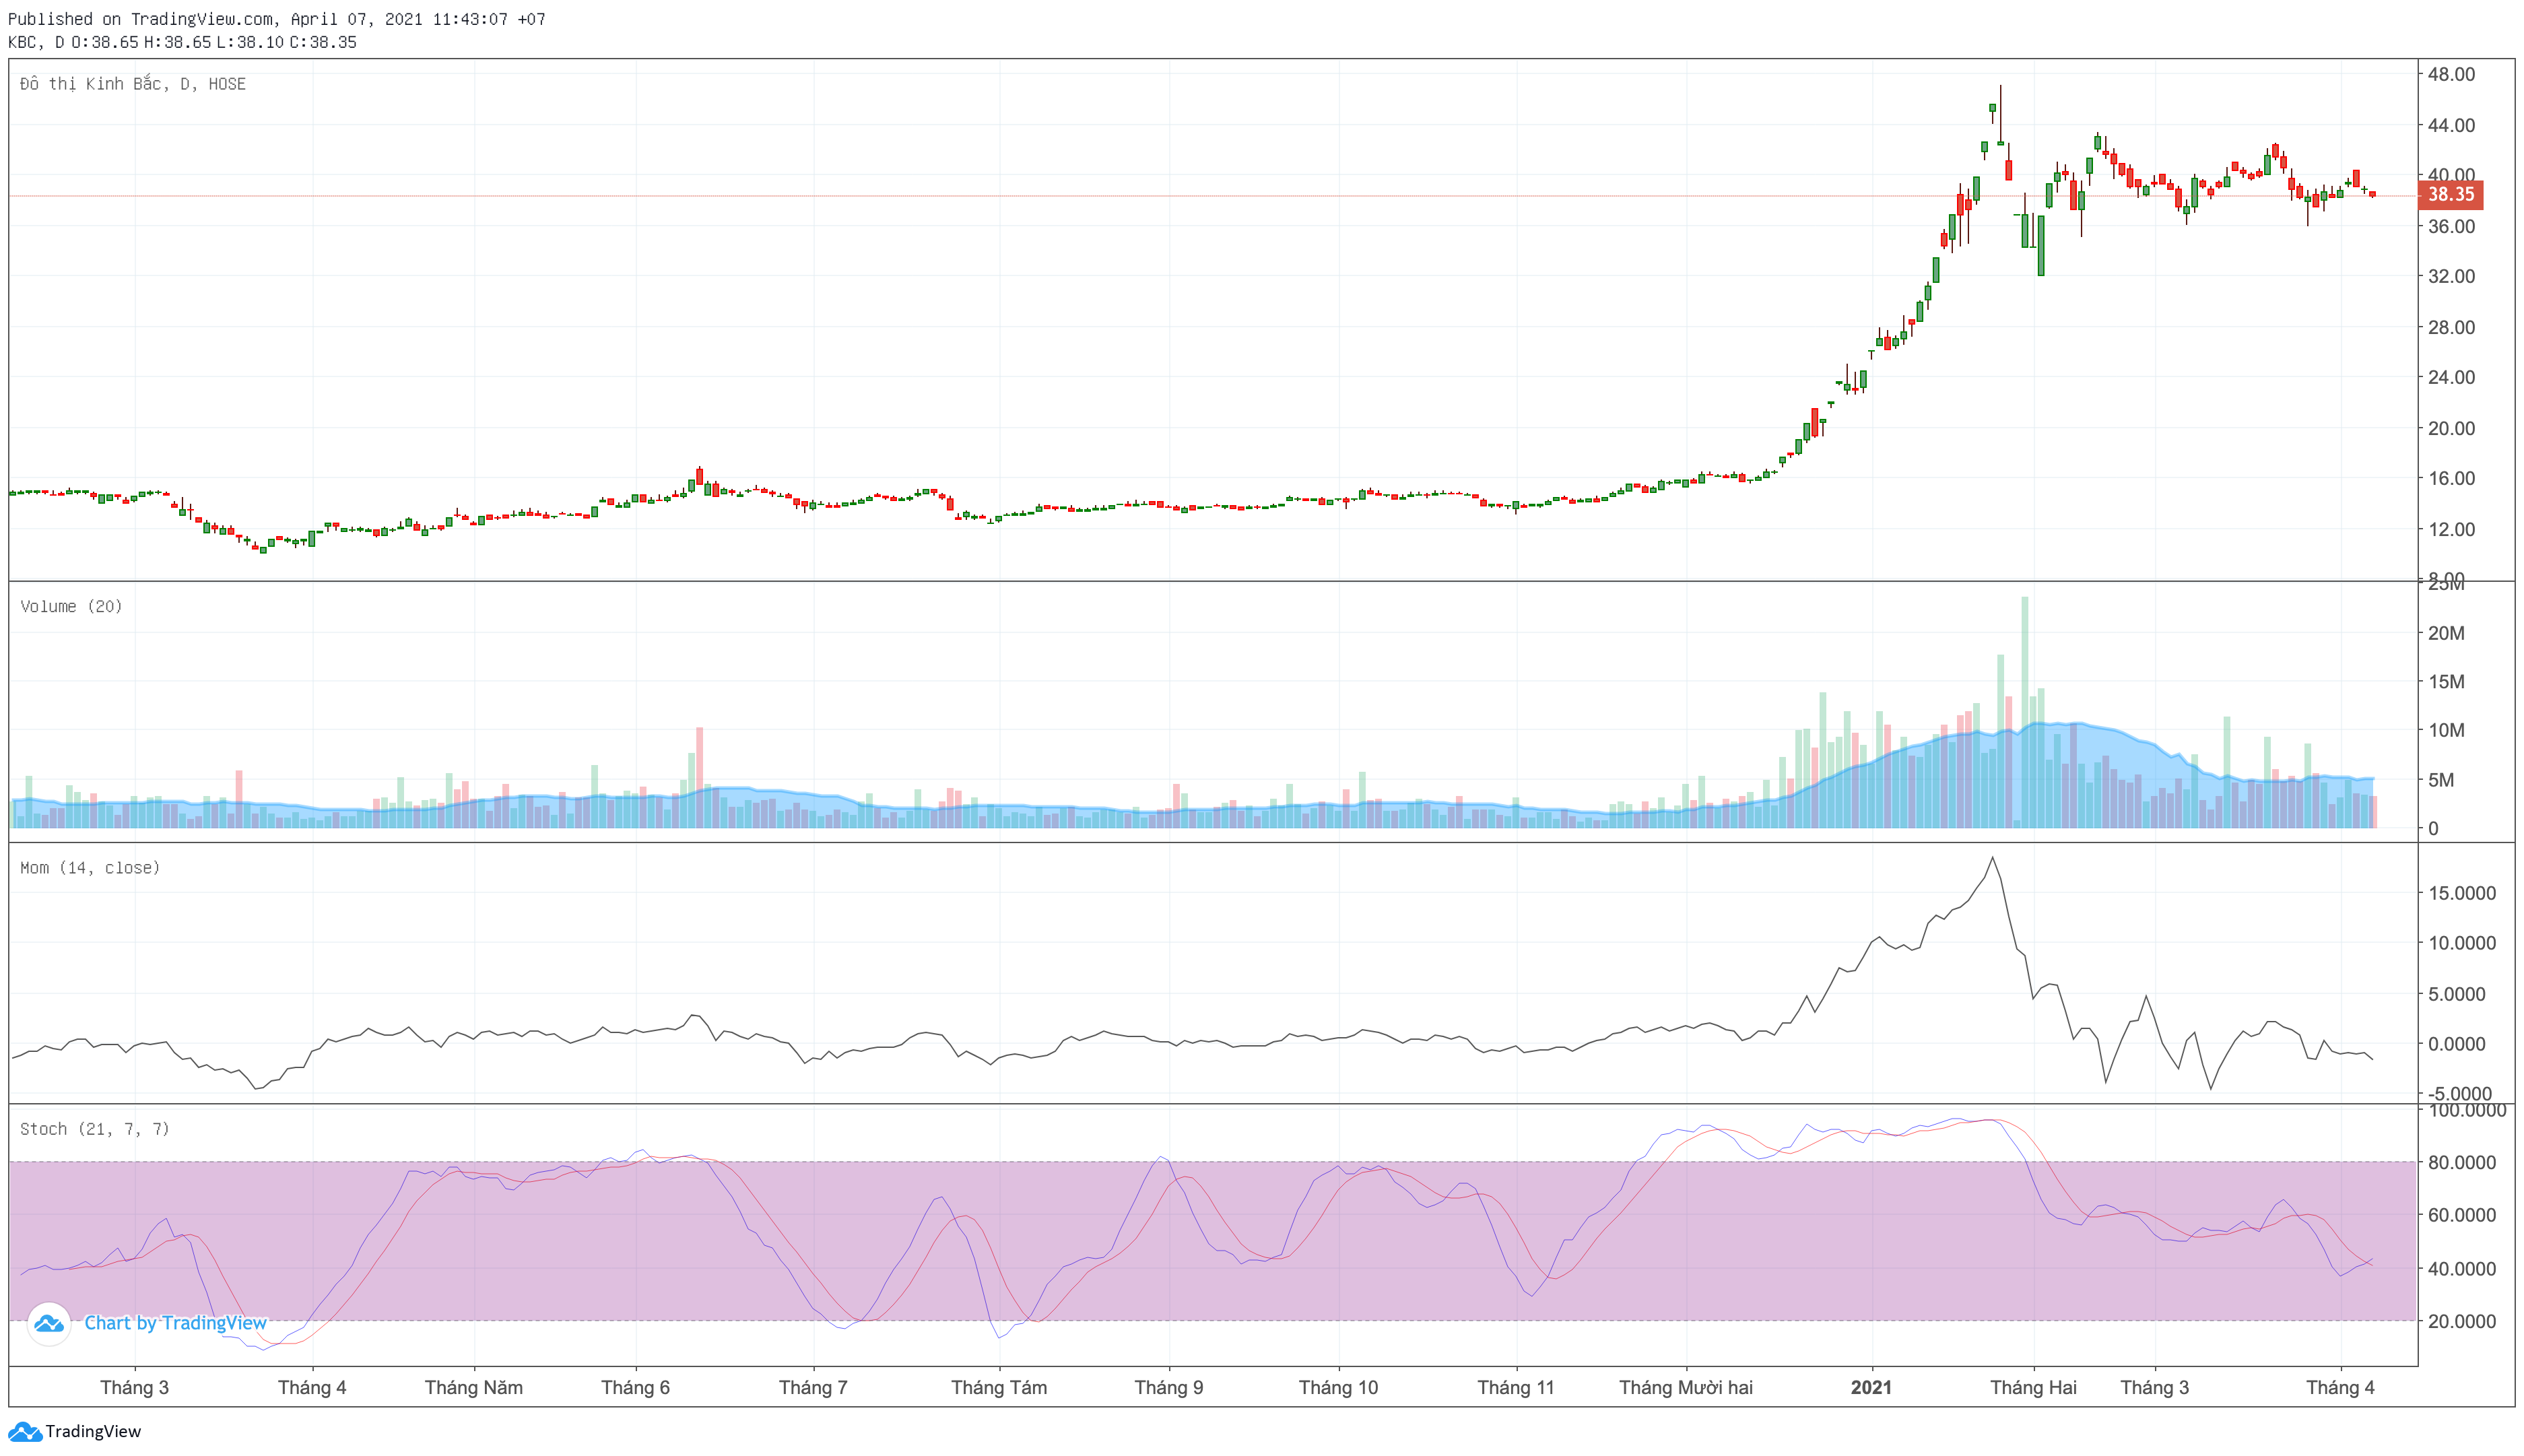 Published on TradingView.com, April 07, 2021 11:43:07 +07
KBC, D O:38.65 H:38.65 L:38.10 C:38.35
Đô thị Kinh Bắc, D, HOSE
48.00
44.00
40.00
38.35
36.00
32.00
28.00
24.00
20.00
16.00
12.00
8.00
Volume (20)
25M
20M
15M
10M
5M
0
Mom (14, close)
15.0000
10.0000
5.0000
0.0000
-5.0000
Stoch (21, 7, 7)
100.0000
80.0000
60.0000
40.0000
20.0000
Chart by TradingView
Tháng 3 Tháng 4 Tháng Năm Tháng 6 Tháng 7 Tháng Tám Tháng 9 Tháng 10 Tháng 11 Tháng Mười hai 2021 Tháng Hai Tháng 3 Tháng 4
TradingView